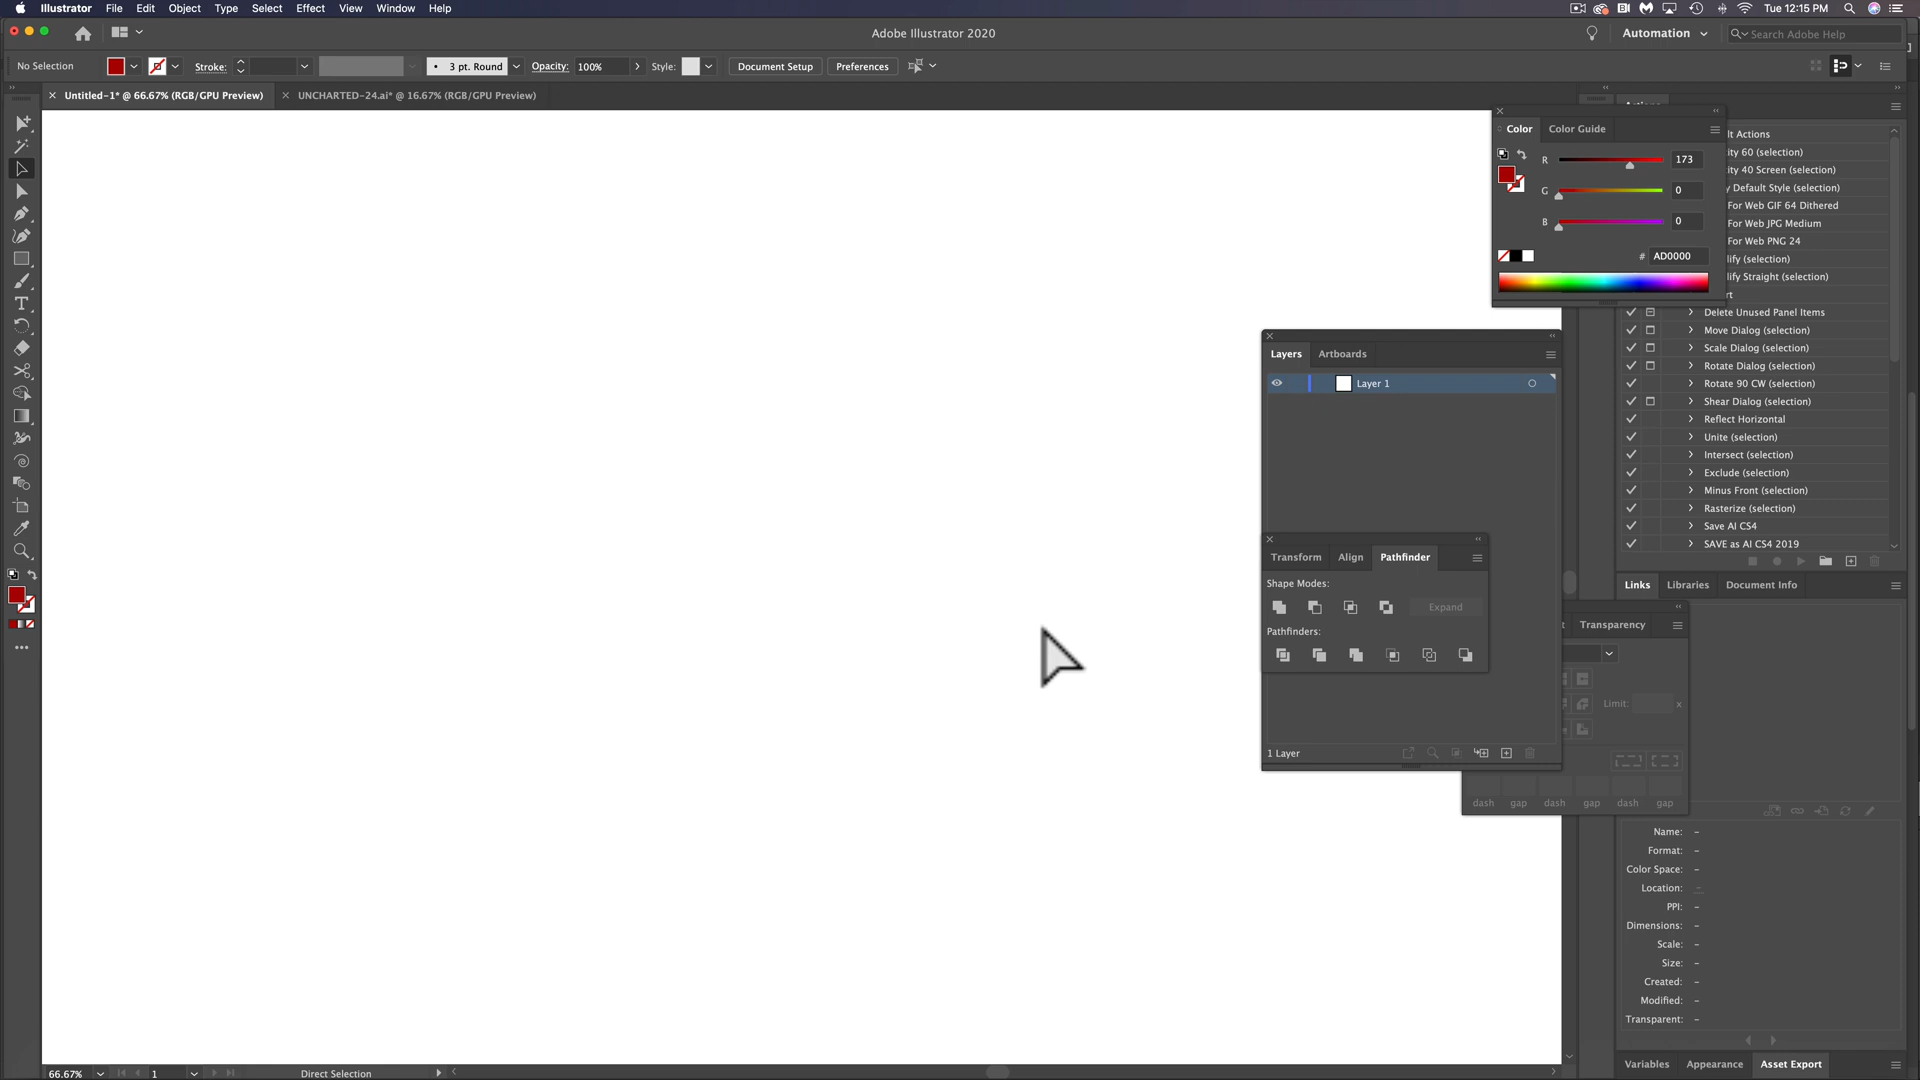 Illustrator File Edit Object Type Select Effect View Window Help
Tue 12:15 PM
Adobe Illustrator 2020
Automation
Search Adobe Help
No Selection
Stroke:
3 pt. Round
Opacity: 100%
Style:
Document Setup
Preferences
Untitled-1* @ 66.67% (RGB/GPU Preview)
UNCHARTED-24.ai* @ 16.67% (RGB/GPU Preview)
Color
Color Guide
R 173
G 0
B 0
# AD0000
lt Actions
ity 60 (selection)
ity 40 Screen (selection)
y Default Style (selection)
For Web GIF 64 Dithered
For Web JPG Medium
For Web PNG 24
lify (selection)
lify Straight (selection)
rt
Delete Unused Panel Items
Move Dialog (selection)
Scale Dialog (selection)
Rotate Dialog (selection)
Rotate 90 CW (selection)
Shear Dialog (selection)
Reflect Horizontal
Unite (selection)
Intersect (selection)
Exclude (selection)
Minus Front (selection)
Rasterize (selection)
Save AI CS4
SAVE as AI CS4 2019
Layers
Artboards
Layer 1
Transform
Align
Pathfinder
Shape Modes:
Expand
Pathfinders:
1 Layer
Links
Libraries
Document Info
t
Transparency
Limit:
x
dash gap dash gap dash gap
Name: –
Format: –
Color Space: –
Location: –
PPI: –
Dimensions: –
Scale: –
Size: –
Created: –
Modified: –
Transparent: –
Variables
Appearance
Asset Export
66.67%
1
Direct Selection